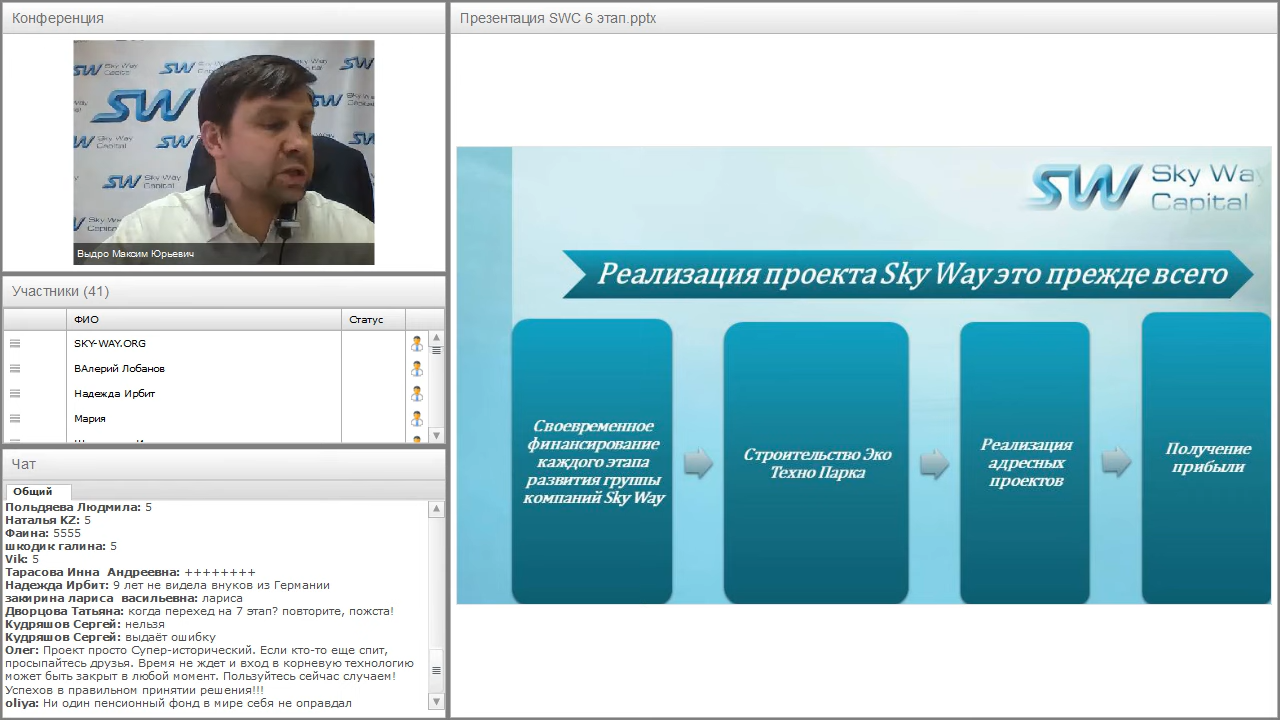 Конференция
SW
Sky Way
Capital
Выдро Максим Юрьевич
Участники (41)
ФИО
Статус
SKY-WAY.ORG
ВАлерий Лобанов
Надежда Ирбит
Мария
Чат
Общий
Польдяева Людмила: 5
Наталья KZ: 5
Фаина: 5555
шкодик галина: 5
Vik: 5
Тарасова Инна Андреевна: ++++++++
Надежда Ирбит: 9 лет не видела внуков из Германии
закирина лариса васильевна: лариса
Дворцова Татьяна: когда перехед на 7 этап? повторите, пожста!
Кудряшов Сергей: нельзя
Кудряшов Сергей: выдаёт ошибку
Олег: Проект просто Супер-исторический. Если кто-то еще спит,
просыпайтесь друзья. Время не ждет и вход в корневую технологию
может быть закрыт в любой момент. Пользуйтесь сейчас случаем!
Успехов в правильном принятии решения!!!
oliya: Ни один пенсионный фонд в мире себя не оправдал
Презентация SWC 6 этап.pptx
SW Sky Way
Capital
Реализация проекта Sky Way это прежде всего
Своевременное
финансирование
каждого этапа
развития группы
компаний Sky Way
Строительство Эко
Техно Парка
Реализация
адресных
проектов
Получение
прибыли